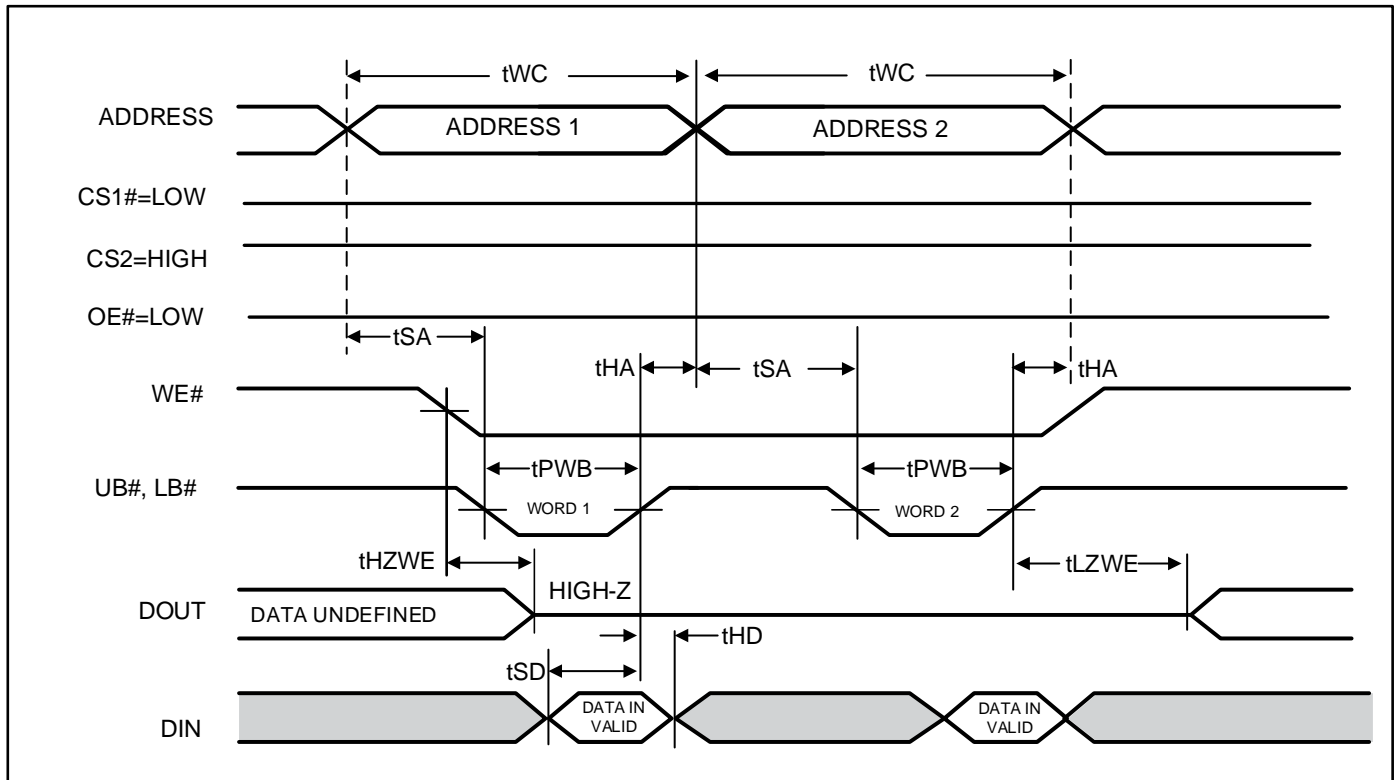 tWC tWC
ADDRESS ADDRESS 1 ADDRESS 2
CS1#=LOW
CS2=HIGH
OE#=LOW
tSA tHA tSA tHA
WE#
tPWB tPWB
UB#, LB# WORD 1 WORD 2
tHZWE tLZWE
HIGH-Z
DOUT DATA UNDEFINED
tHD
tSD
DIN DATA IN VALID DATA IN VALID